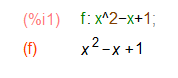 (%i1) f: x^2-x+1;
(f) x²-x+1